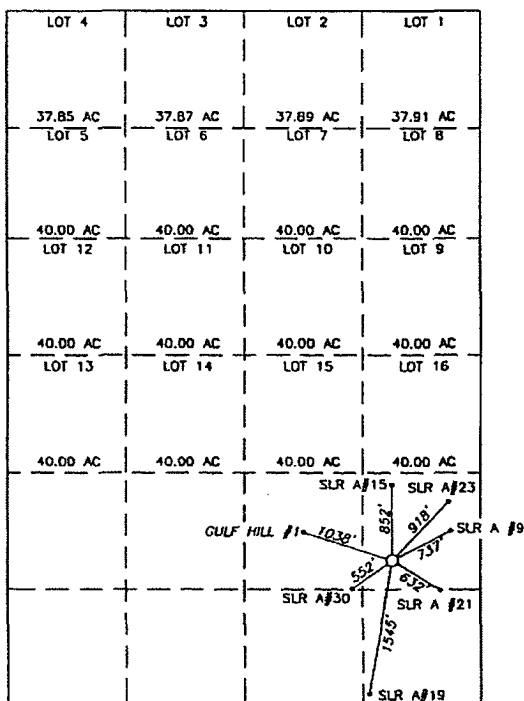 LOT 4 LOT 3 LOT 2 LOT 1
37.85 AC 37.87 AC 37.89 AC 37.91 AC
LOT 5 LOT 6 LOT 7 LOT 8
40.00 AC 40.00 AC 40.00 AC 40.00 AC
LOT 12 LOT 11 LOT 10 LOT 9
40.00 AC 40.00 AC 40.00 AC 40.00 AC
LOT 13 LOT 14 LOT 15 LOT 16
40.00 AC 40.00 AC 40.00 AC 40.00 AC
SLR A#15
SLR A#23
852'
918'
GULF HILL #1
1038'
SLR A #9
737'
552'
632'
SLR A#30
SLR A #21
1545'
SLR A#19